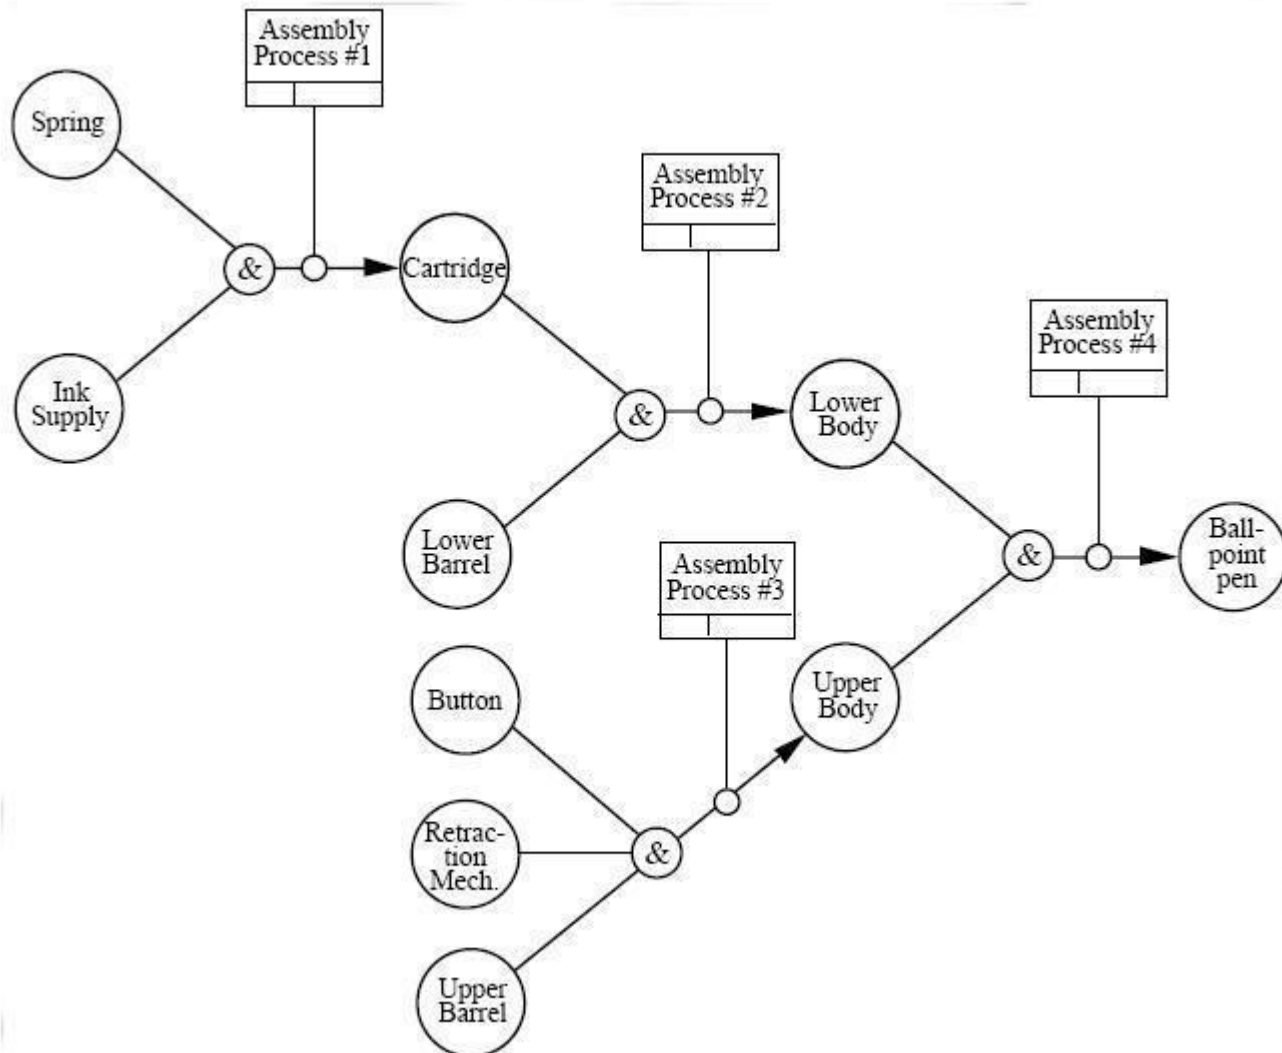 Assembly
Process #1
Spring
&
Cartridge
Ink
Supply
Assembly
Process #2
&
Lower
Body
Lower
Barrel
Assembly
Process #4
&
Ball-
point
pen
Assembly
Process #3
Button
Upper
Body
Retrac-
tion
Mech.
&
Upper
Barrel